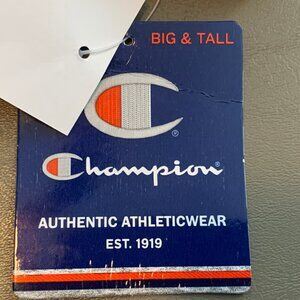 BIG & TALL
®
Champion®
AUTHENTIC ATHLETICWEAR
EST. 1919